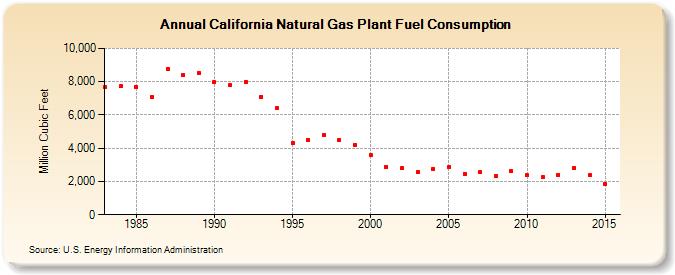 Annual California Natural Gas Plant Fuel Consumption
Million Cubic Feet
10,000
8,000
6,000
4,000
2,000
0
1985 1990 1995 2000 2005 2010 2015
Source: U.S. Energy Information Administration